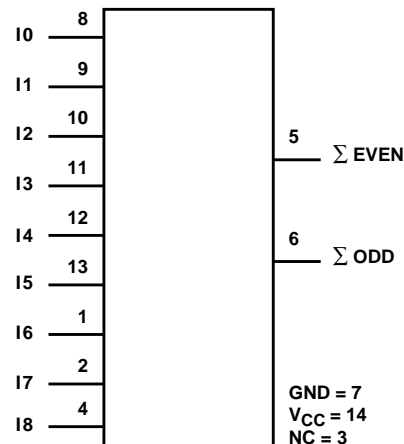 I0 8
I1 9
I2 10
I3 11
I4 12
I5 13
I6 1
I7 2
I8 4
5 Σ EVEN
6 Σ ODD
GND = 7
VCC = 14
NC = 3